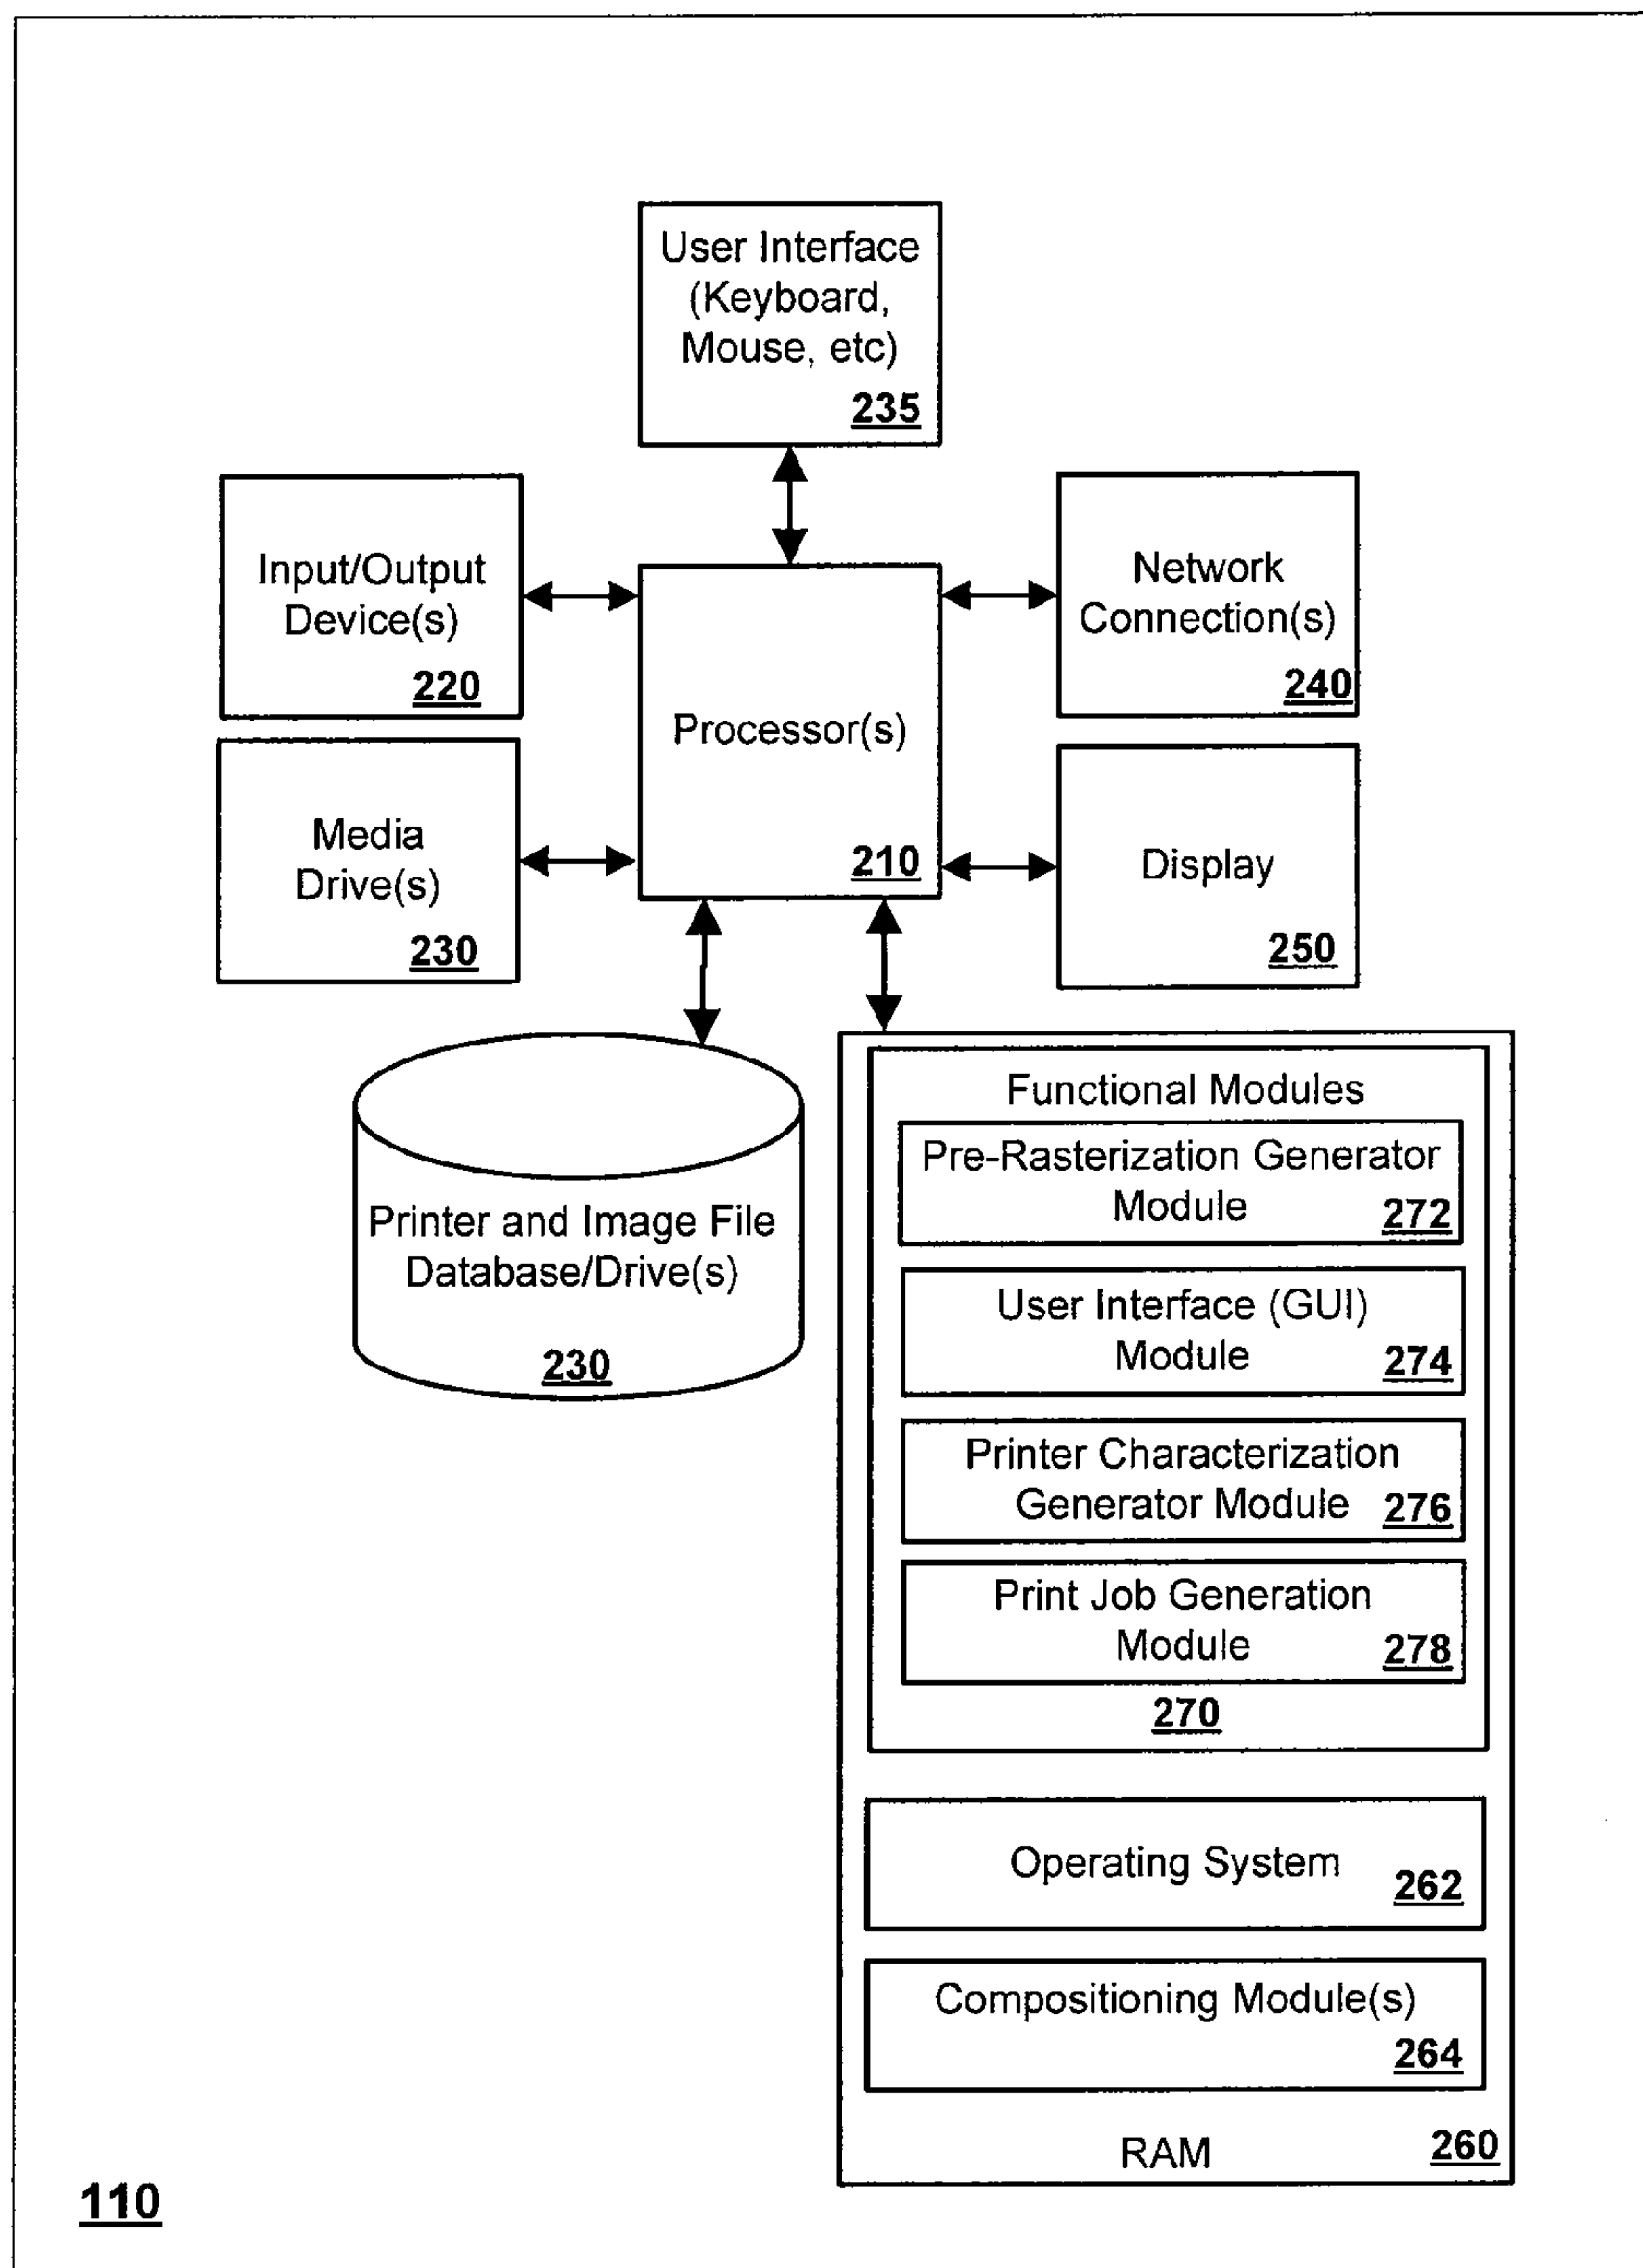 User Interface
(Keyboard,
Mouse, etc)
235
Input/Output
Device(s)
220
Processor(s)
210
Network
Connection(s)
240
Media
Drive(s)
230
Display
250
Printer and Image File
Database/Drive(s)
230
Functional Modules
Pre-Rasterization Generator
Module 272
User Interface (GUI)
Module 274
Printer Characterization
Generator Module 276
Print Job Generation
Module 278
270
Operating System
262
Compositioning Module(s)
264
RAM 260
110